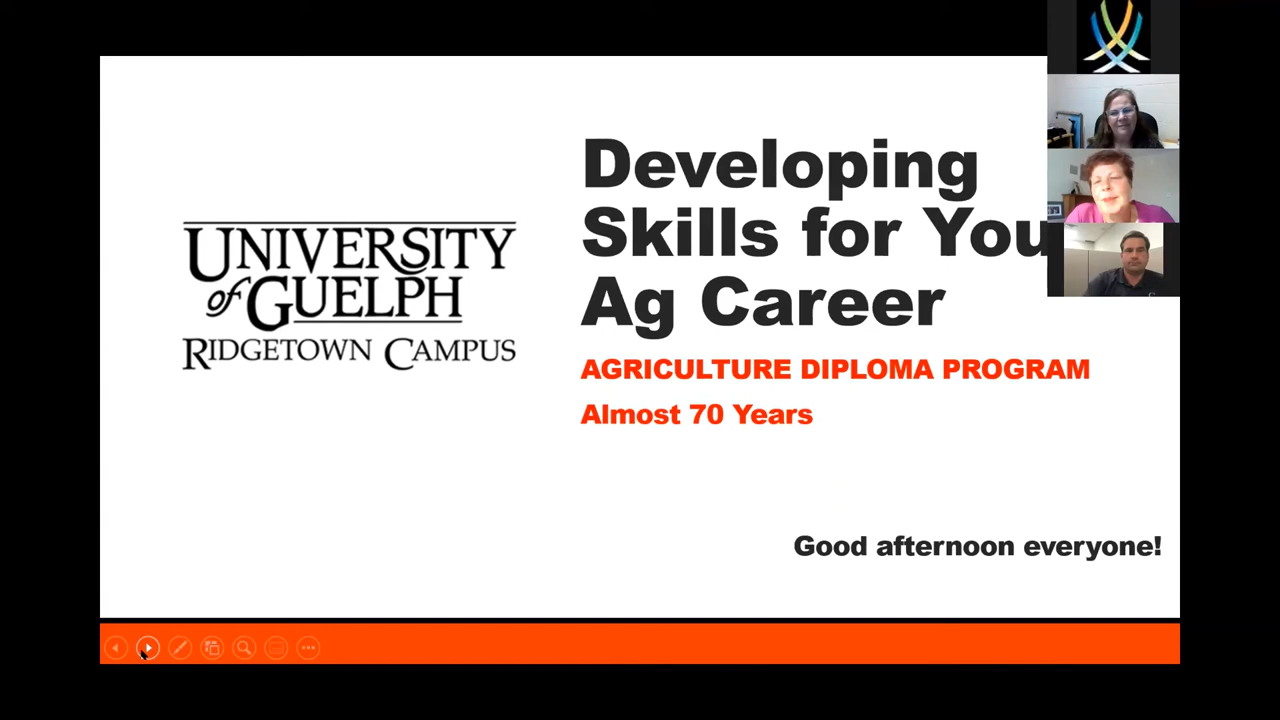 Developing
Skills for You
Ag Career
UNIVERSITY
of GUELPH
RIDGETOWN CAMPUS
AGRICULTURE DIPLOMA PROGRAM
Almost 70 Years
Good afternoon everyone!